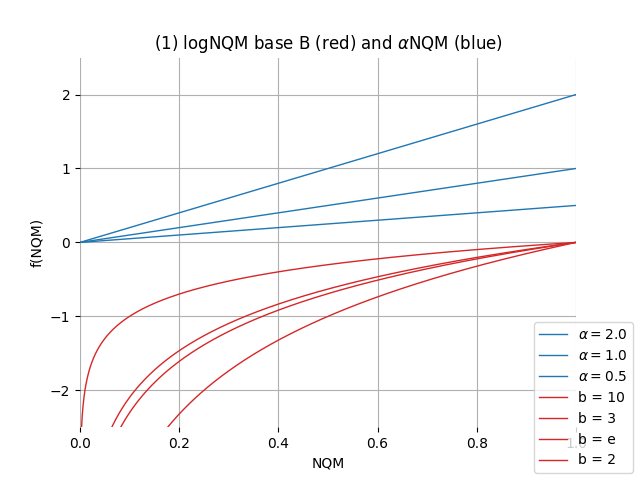 (1) logNQM base B (red) and αNQM (blue)
f(NQM)
2
1
0
−1
−2
0.0 0.2 0.4 0.6 0.8 1.0
NQM
α = 2.0
α = 1.0
α = 0.5
b = 10
b = 3
b = e
b = 2